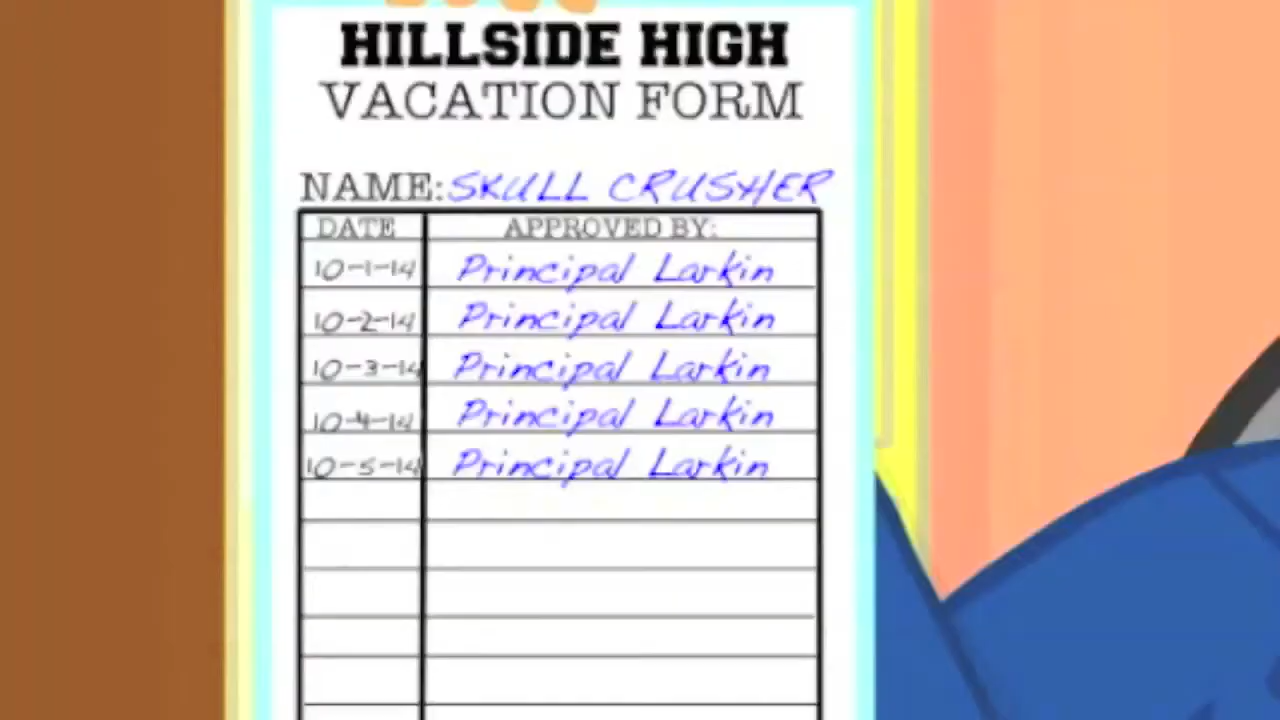 HILLSIDE HIGH
VACATION FORM
NAME: SKULL CRUSHER
DATE APPROVED BY:
10-1-14 Principal Larkin
10-2-14 Principal Larkin
10-3-14 Principal Larkin
10-4-14 Principal Larkin
10-5-14 Principal Larkin